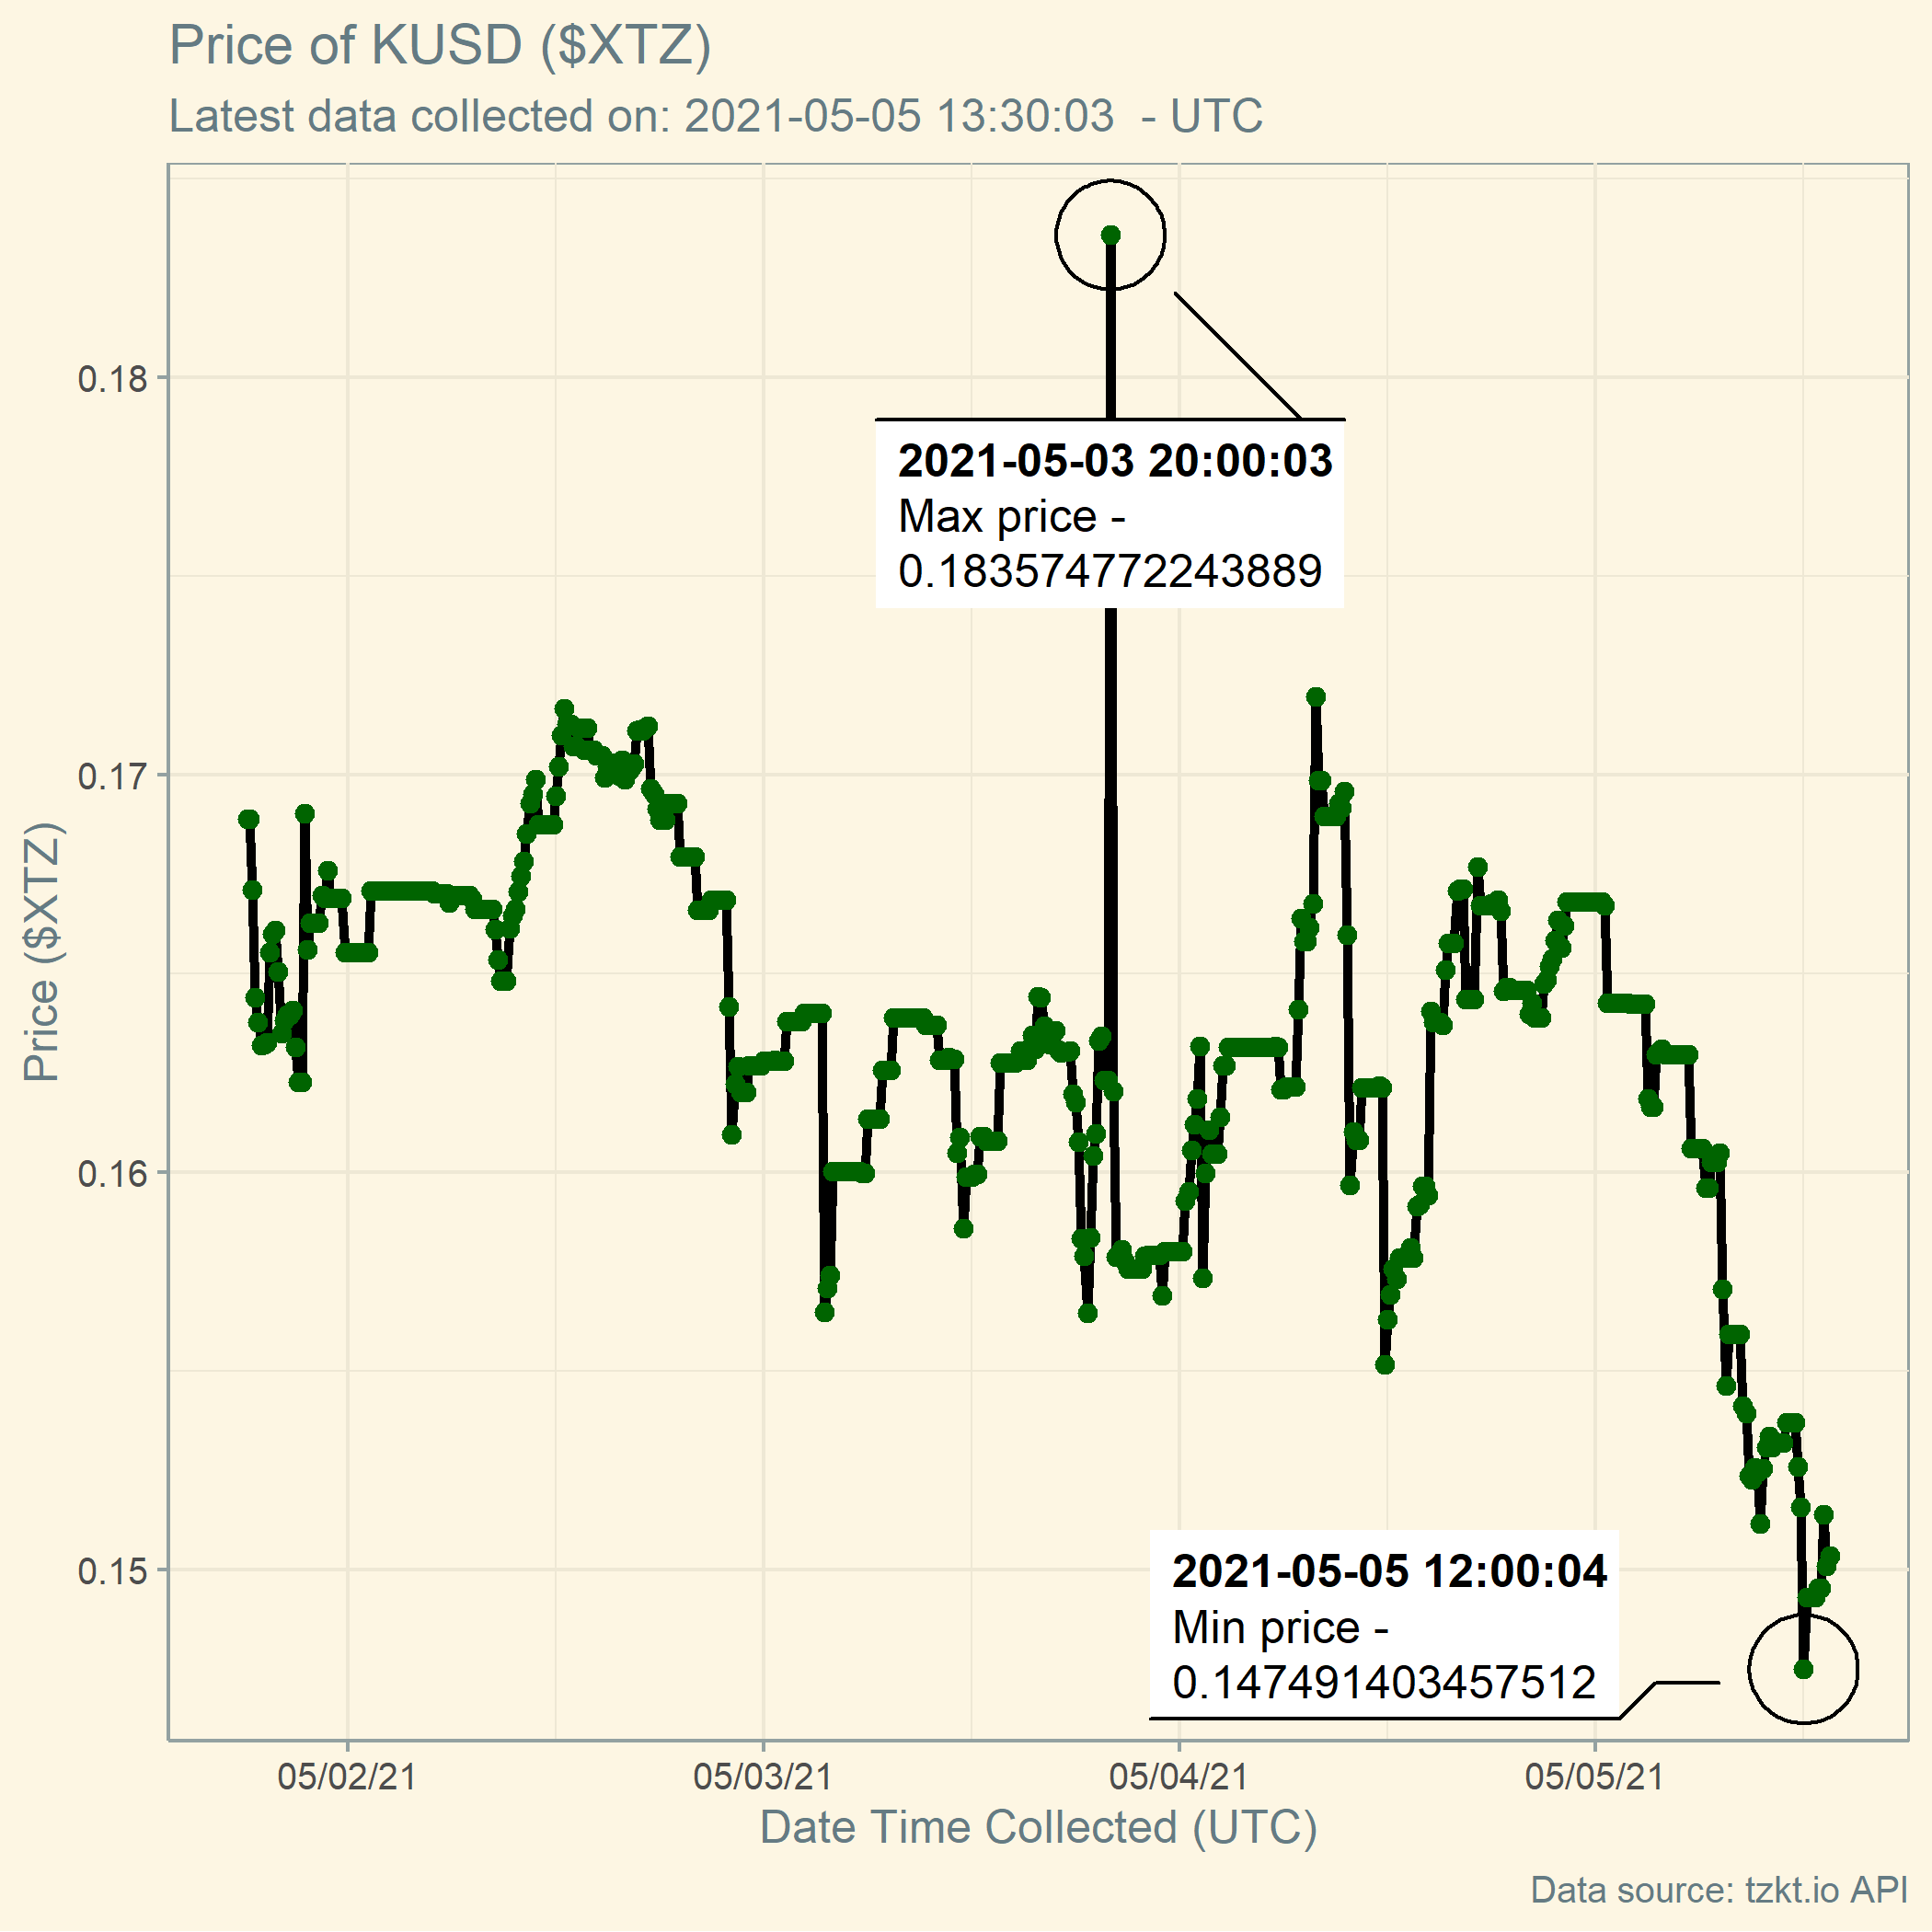 Price of KUSD ($XTZ)
Latest data collected on: 2021-05-05 13:30:03  - UTC
0.18
0.17
0.16
0.15
Price ($XTZ)
2021-05-03 20:00:03
Max price -
0.183574772243889
2021-05-05 12:00:04
Min price -
0.147491403457512
05/02/21
05/03/21
05/04/21
05/05/21
Date Time Collected (UTC)
Data source: tzkt.io API